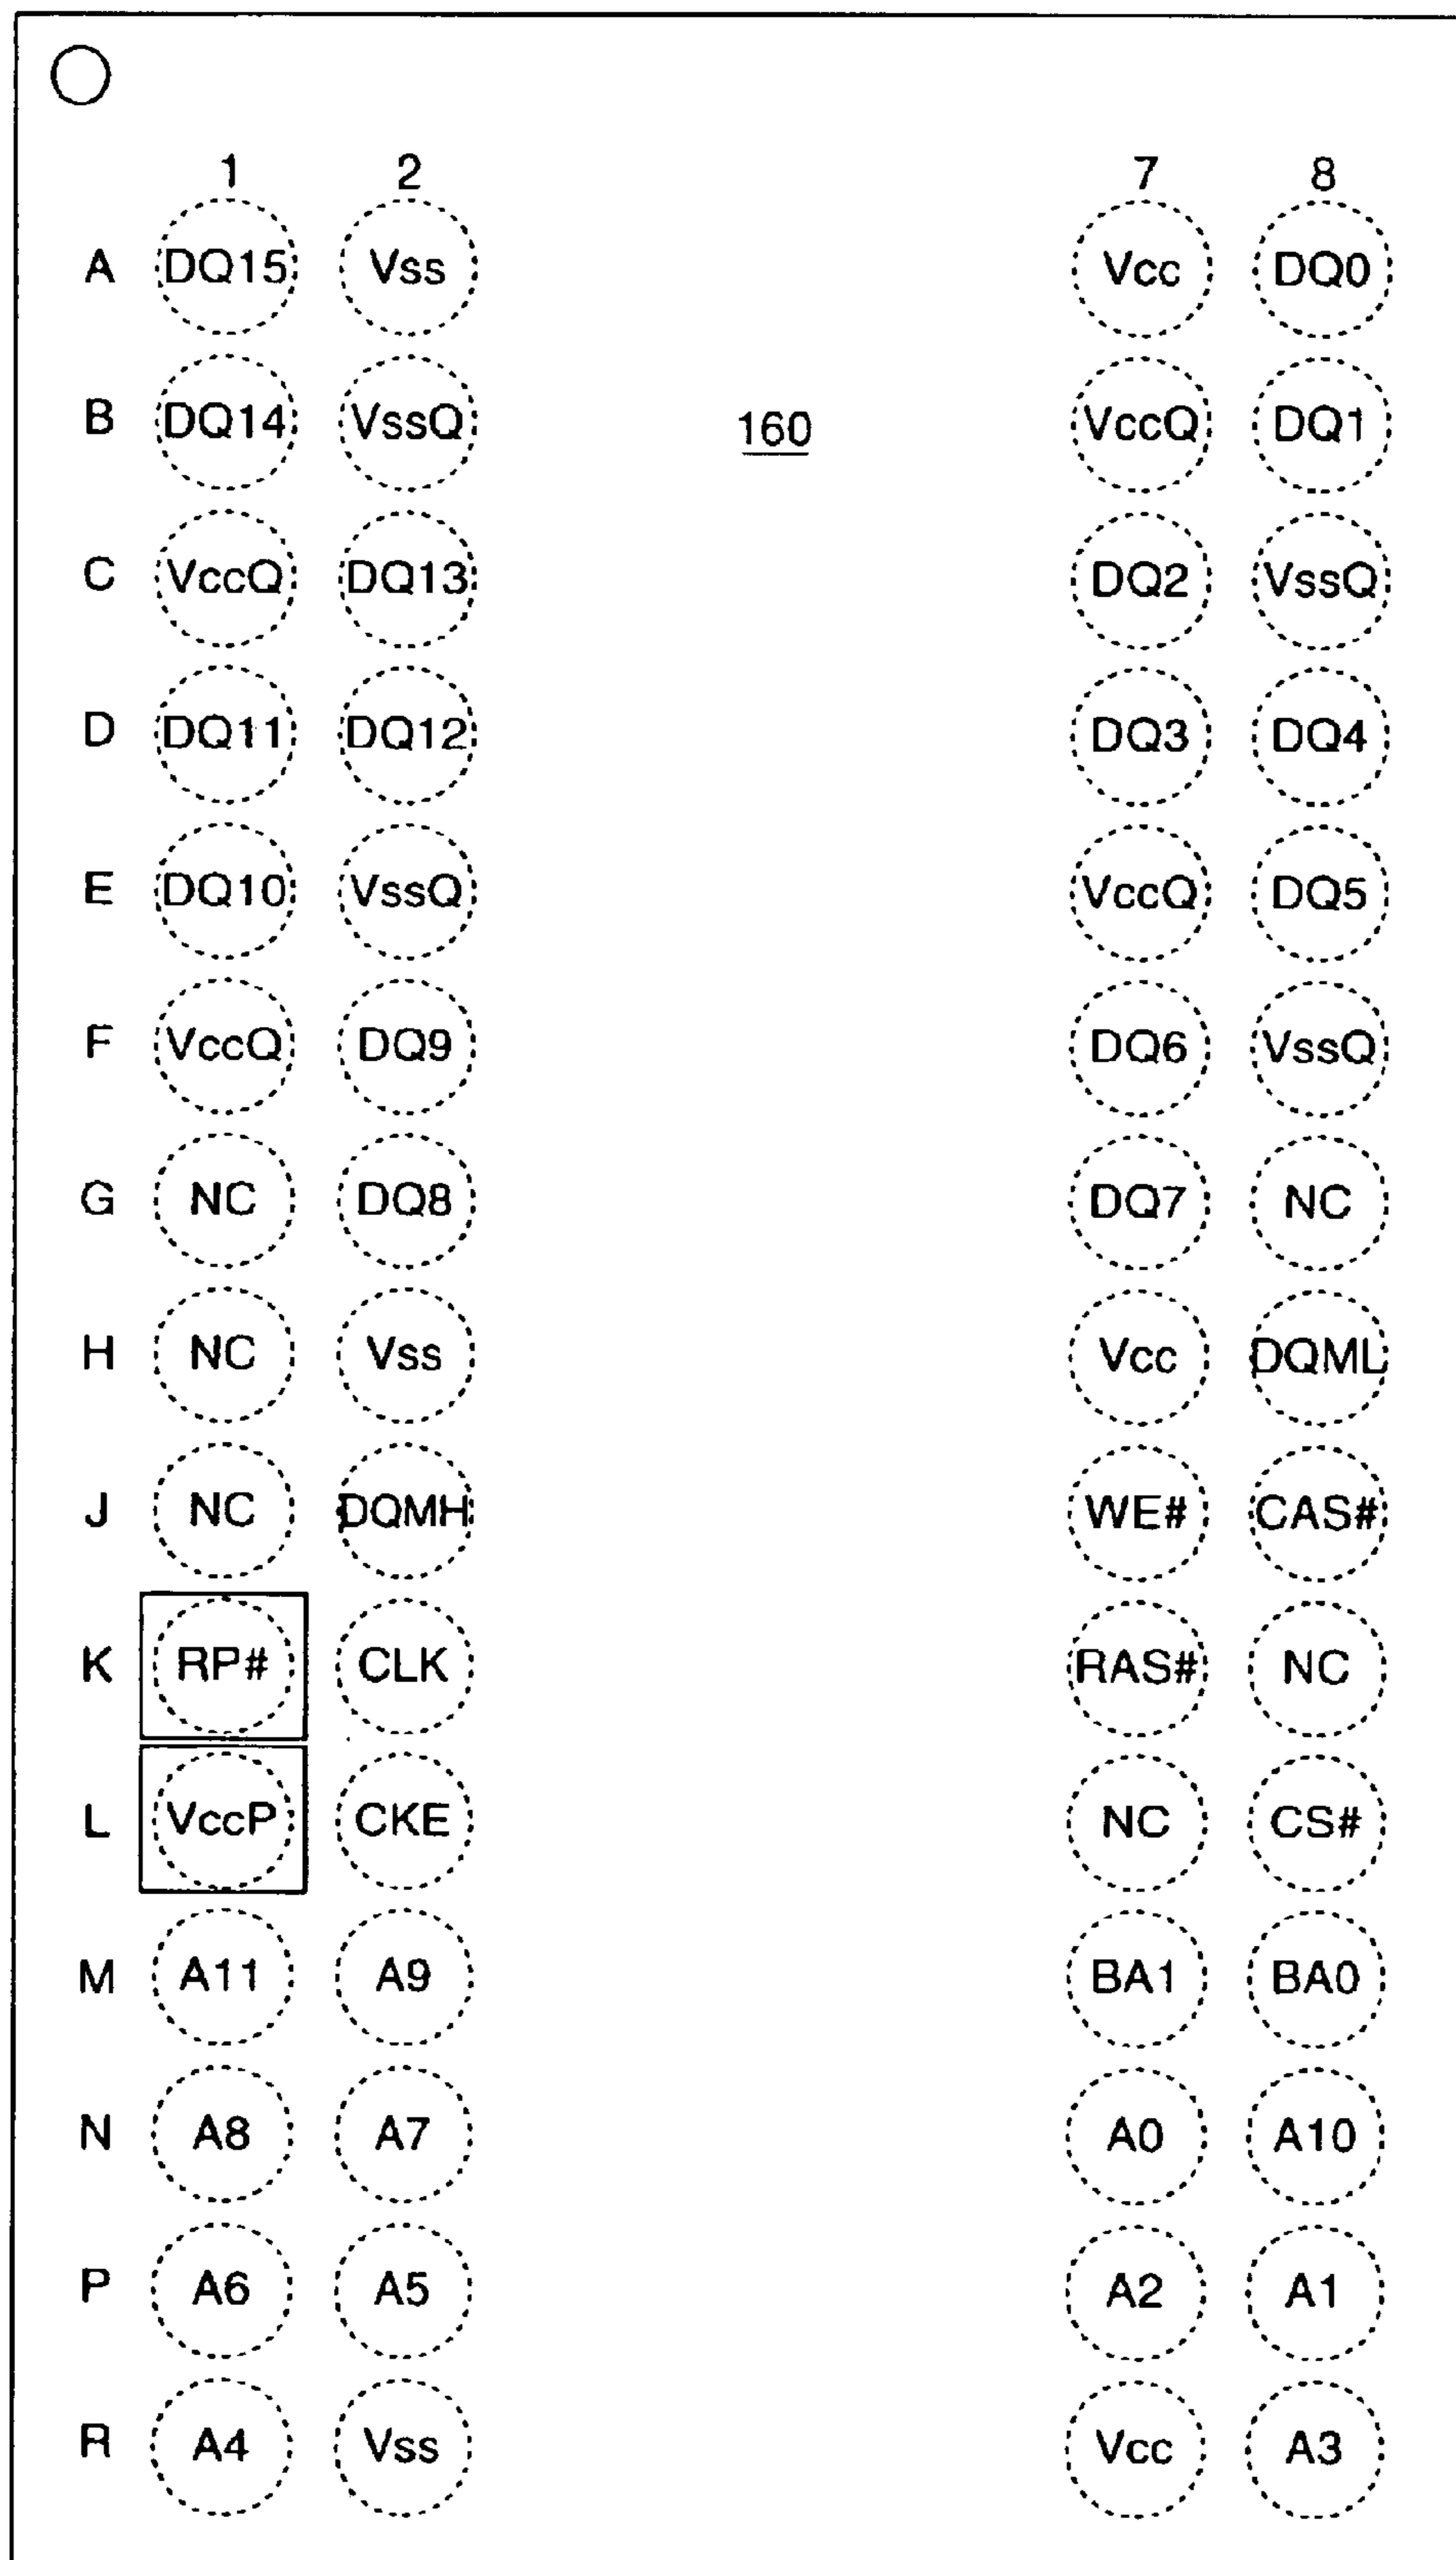 1 2 7 8
A DQ15 Vss Vcc DQ0
B DQ14 VssQ 160 VccQ DQ1
C VccQ DQ13 DQ2 VssQ
D DQ11 DQ12 DQ3 DQ4
E DQ10 VssQ VccQ DQ5
F VccQ DQ9 DQ6 VssQ
G NC DQ8 DQ7 NC
H NC Vss Vcc DQML
J NC DQMH WE# CAS#
K RP# CLK RAS# NC
L VccP CKE NC CS#
M A11 A9 BA1 BA0
N A8 A7 A0 A10
P A6 A5 A2 A1
R A4 Vss Vcc A3